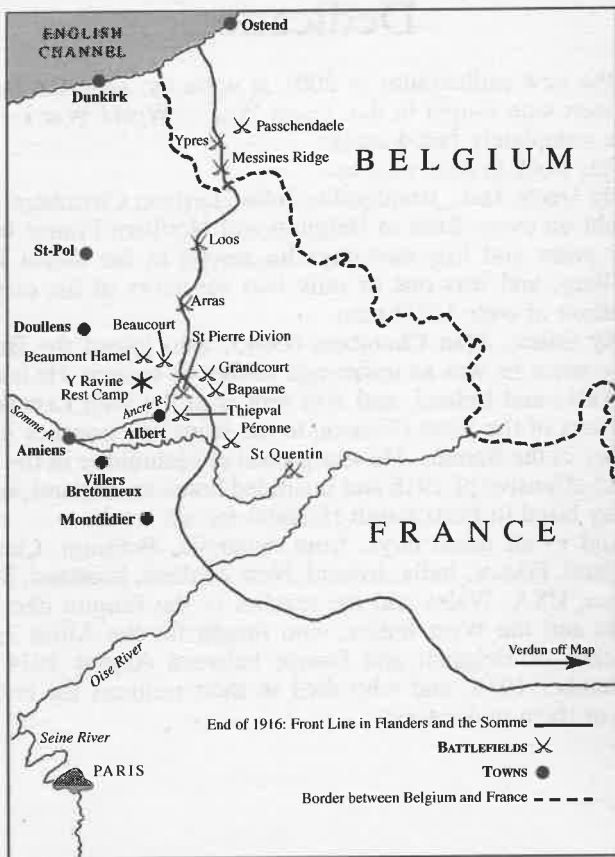 ENGLISH
CHANNEL
Ostend
Dunkirk
Passchendaele
Ypres
Messines Ridge
BELGIUM
Loos
St-Pol
Arras
Doullens
Beaucourt
St Pierre Divion
Beaumont Hamel
Grandcourt
Y Ravine
Rest Camp
Bapaume
Ancre R.
Thiepval
Somme R.
Albert
Péronne
Amiens
St Quentin
Villers
Bretonneux
Montdidier
FRANCE
Verdun off Map
Oise River
End of 1916: Front Line in Flanders and the Somme
Seine River
BATTLEFIELDS
PARIS
TOWNS
Border between Belgium and France